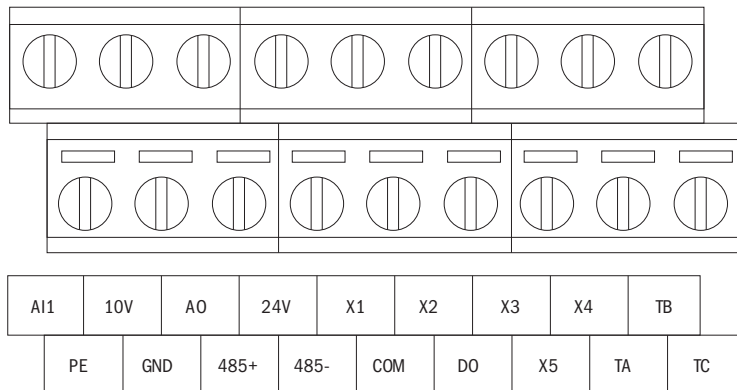 AI1 10V AO 24V X1 X2 X3 X4 TB
PE GND 485+ 485- COM DO X5 TA TC